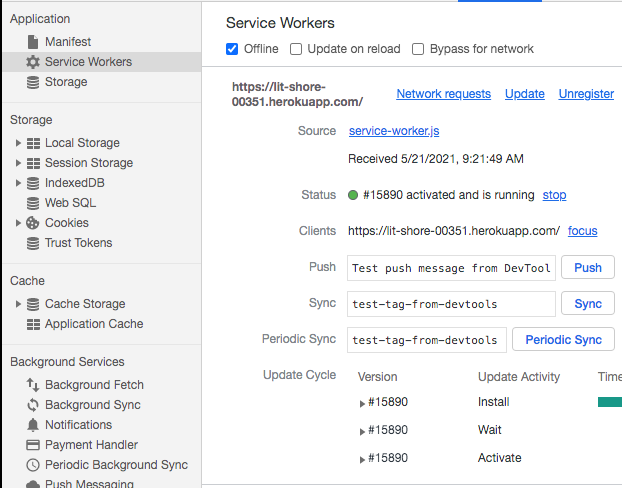 Application
Manifest
Service Workers
Storage
Storage
Local Storage
Session Storage
IndexedDB
Web SQL
Cookies
Trust Tokens
Cache
Cache Storage
Application Cache
Background Services
Background Fetch
Background Sync
Notifications
Payment Handler
Periodic Background Sync
Push Messaging
Service Workers
Offline Update on reload Bypass for network
https://lit-shore-
00351.herokuapp.com/ Network requests Update Unregister
Source service-worker.js
Received 5/21/2021, 9:21:49 AM
Status #15890 activated and is running stop
Clients https://lit-shore-00351.herokuapp.com/ focus
Push Test push message from DevTool Push
Sync test-tag-from-devtools Sync
Periodic Sync test-tag-from-devtools Periodic Sync
Update Cycle Version Update Activity Time
#15890 Install
#15890 Wait
#15890 Activate